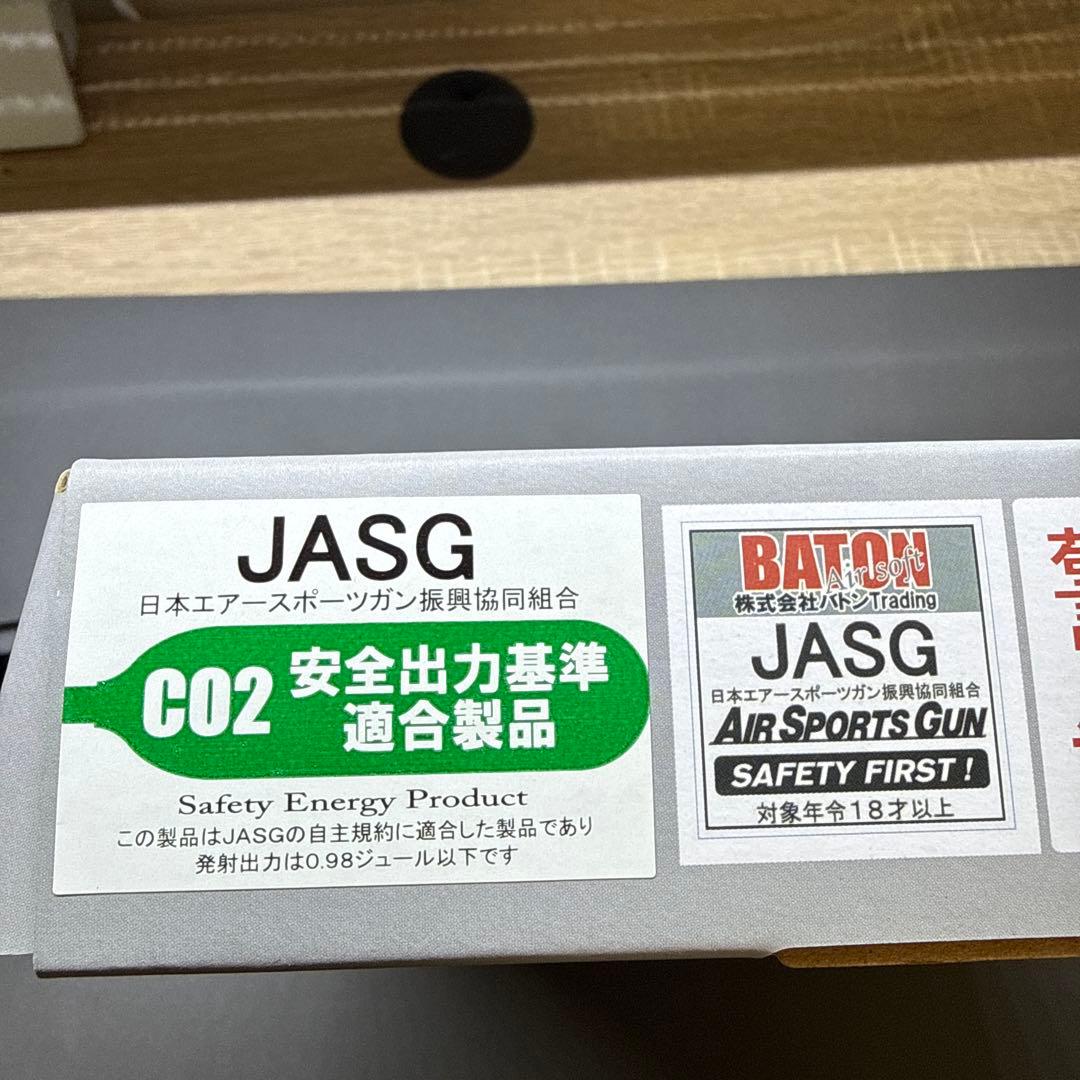 JASG
日本エアースポーツガン振興協同組合
CO2 安全出力基準
適合製品
Safety Energy Product
この製品はJASGの自主規約に適合した製品であり
発射出力は0.98ジュール以下です
BATON
Airsoft
株式会社バトンTrading
JASG
日本エアースポーツガン振興協同組合
AIR SPORTS GUN
SAFETY FIRST !
対象年令18才以上